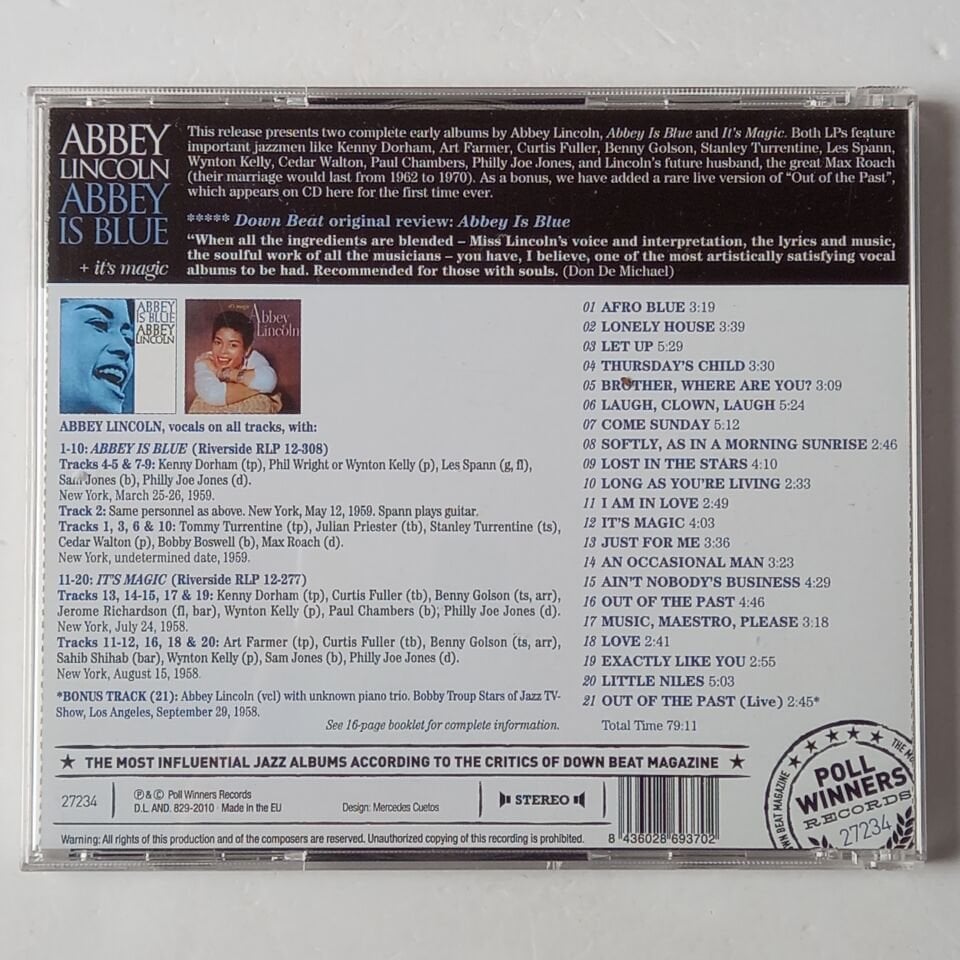 ABBEY
LINCOLN
ABBEY
IS BLUE
+ it's magic
This release presents two complete early albums by Abbey Lincoln, Abbey Is Blue and It's Magic. Both LPs feature
important jazzmen like Kenny Dorham, Art Farmer, Curtis Fuller, Benny Golson, Stanley Turrentine, Les Spann,
Wynton Kelly, Cedar Walton, Paul Chambers, Philly Joe Jones, and Lincoln's future husband, the great Max Roach
(their marriage would last from 1962 to 1970). As a bonus, we have added a rare live version of “Out of the Past”,
which appears on CD here for the first time ever.
***** Down Beat original review: Abbey Is Blue
“When all the ingredients are blended – Miss Lincoln's voice and interpretation, the lyrics and music,
the soulful work of all the musicians – you have, I believe, one of the most artistically satisfying vocal
albums to be had. Recommended for those with souls. (Don De Michael)
ABBEY
IS BLUE
ABBEY
LINCOLN
it's magic
Abbey
Lincoln
ABBEY LINCOLN, vocals on all tracks, with:
1-10: ABBEY IS BLUE (Riverside RLP 12-308)
Tracks 4-5 & 7-9: Kenny Dorham (tp), Phil Wright or Wynton Kelly (p), Les Spann (g, fl),
Sam Jones (b), Philly Joe Jones (d).
New York, March 25-26, 1959.
Track 2: Same personnel as above. New York, May 12, 1959. Spann plays guitar.
Tracks 1, 3, 6 & 10: Tommy Turrentine (tp), Julian Priester (tb), Stanley Turrentine (ts),
Cedar Walton (p), Bobby Boswell (b), Max Roach (d).
New York, undetermined date, 1959.
11-20: IT'S MAGIC (Riverside RLP 12-277)
Tracks 13, 14-15, 17 & 19: Kenny Dorham (tp), Curtis Fuller (tb), Benny Golson (ts, arr),
Jerome Richardson (fl, bar), Wynton Kelly (p), Paul Chambers (b), Philly Joe Jones (d).
New York, July 24, 1958.
Tracks 11-12, 16, 18 & 20: Art Farmer (tp), Curtis Fuller (tb), Benny Golson (ts, arr),
Sahib Shihab (bar), Wynton Kelly (p), Sam Jones (b), Philly Joe Jones (d).
New York, August 15, 1958.
*BONUS TRACK (21): Abbey Lincoln (vcl) with unknown piano trio. Bobby Troup Stars of Jazz TV-
Show, Los Angeles, September 29, 1958.
See 16-page booklet for complete information.
01 AFRO BLUE 3:19
02 LONELY HOUSE 3:39
03 LET UP 5:29
04 THURSDAY'S CHILD 3:30
05 BROTHER, WHERE ARE YOU? 3:09
06 LAUGH, CLOWN, LAUGH 5:24
07 COME SUNDAY 5:12
08 SOFTLY, AS IN A MORNING SUNRISE 2:46
09 LOST IN THE STARS 4:10
10 LONG AS YOU'RE LIVING 2:33
11 I AM IN LOVE 2:49
12 IT'S MAGIC 4:03
13 JUST FOR ME 3:36
14 AN OCCASIONAL MAN 3:23
15 AIN'T NOBODY'S BUSINESS 4:29
16 OUT OF THE PAST 4:46
17 MUSIC, MAESTRO, PLEASE 3:18
18 LOVE 2:41
19 EXACTLY LIKE YOU 2:55
20 LITTLE NILES 5:03
21 OUT OF THE PAST (Live) 2:45*
Total Time 79:11
★ THE MOST INFLUENTIAL JAZZ ALBUMS ACCORDING TO THE CRITICS OF DOWN BEAT MAGAZINE ★
27234
℗ & © Poll Winners Records
D.L. AND. 829-2010 · Made in the EU
Design: Mercedes Cuetos
STEREO
Warning: All rights of this production and of the composers are reserved. Unauthorized copying of this recording is prohibited.
8 436028 693702
POLL
WINNERS
RECORDS
27234
BEAT MAGAZINE
THE